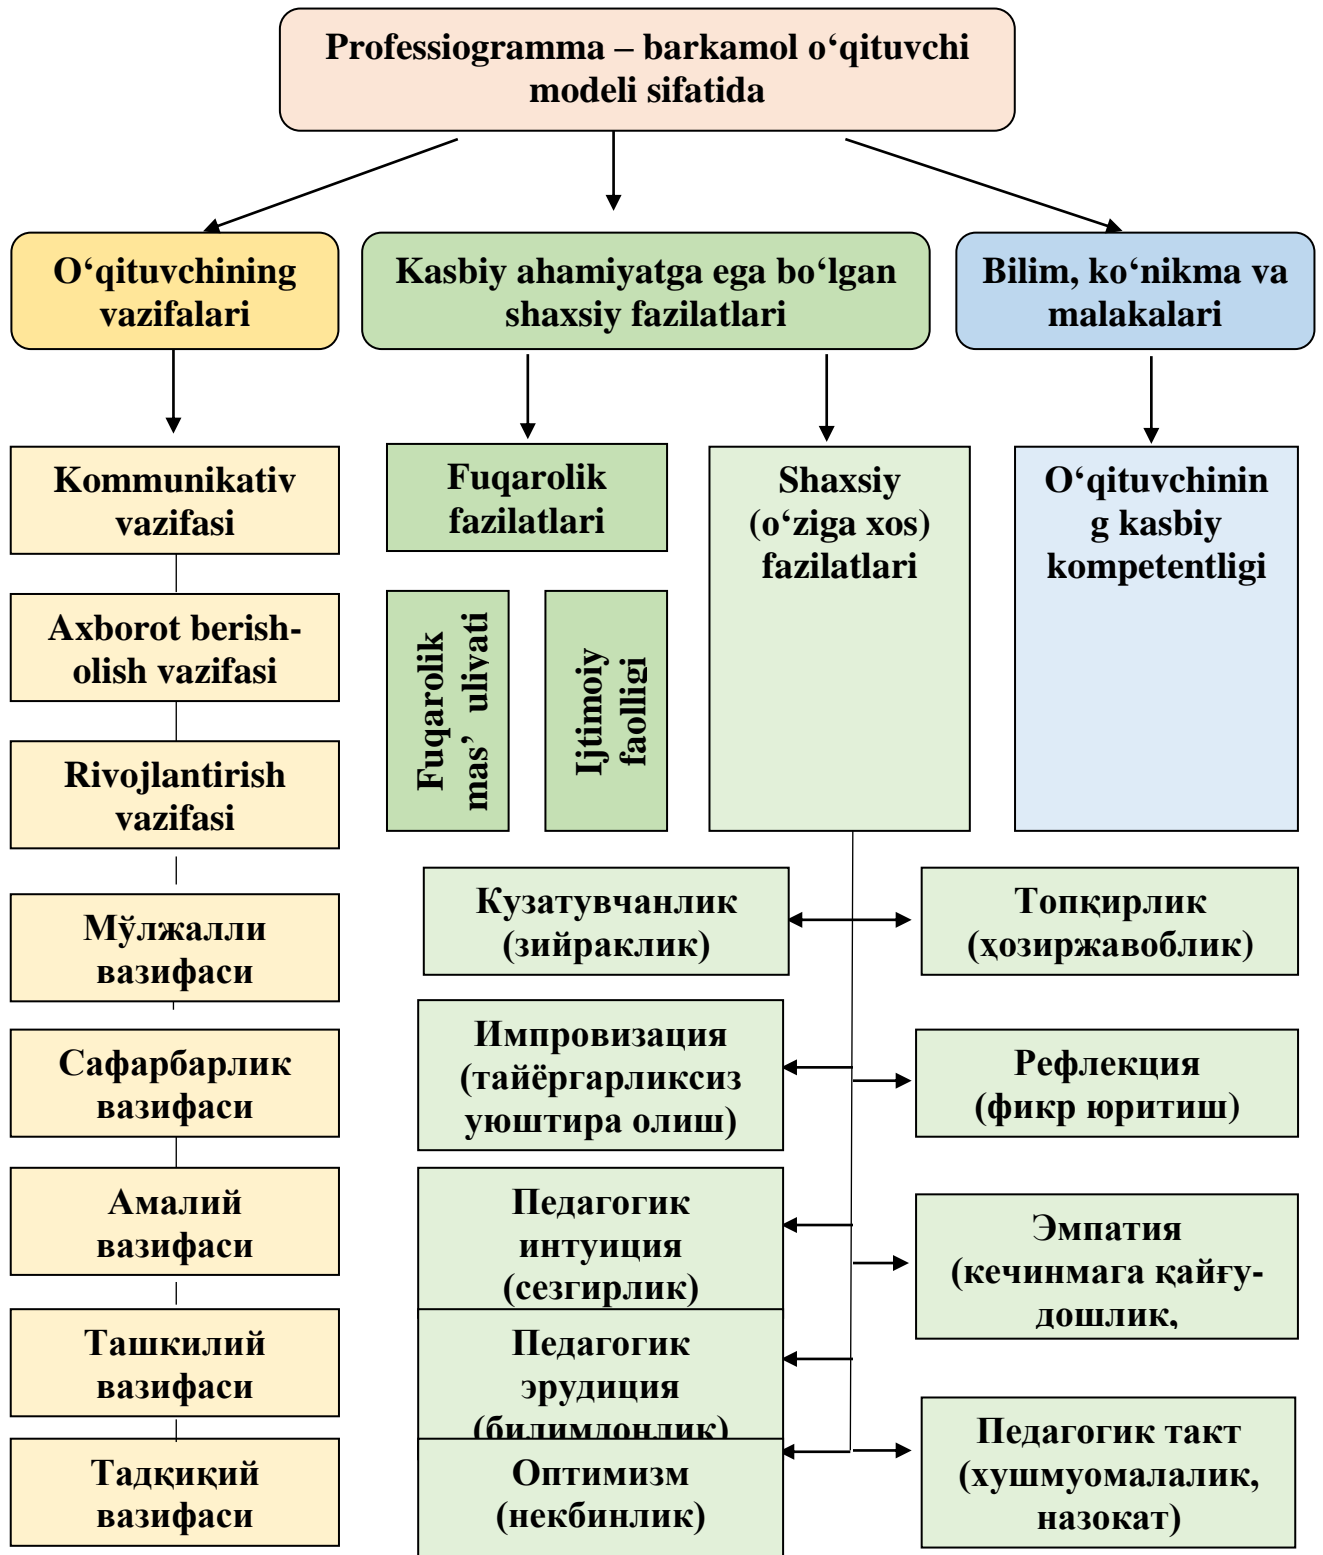 Professiogramma – barkamol o‘qituvchi
modeli sifatida
O‘qituvchining
vazifalari
Kasbiy ahamiyatga ega bo‘lgan
shaxsiy fazilatlari
Bilim, ko‘nikma va
malakalari
Kommunikativ
vazifasi
Axborot berish-
olish vazifasi
Rivojlantirish
vazifasi
Мўлжалли
вазифаси
Сафарбарлик
вазифаси
Амалий
вазифаси
Ташкилий
вазифаси
Тадқиқий
вазифаси
Fuqarolik
fazilatlari
Fuqarolik
mas’ ulivati
Ijtimoiy
faolligi
Shaxsiy
(o‘ziga xos)
fazilatlari
O‘qituvchinin
g kasbiy
kompetentligi
Кузатувчанлик
(зийраклик)
Топқирлик
(ҳозиржавоблик)
Импровизация
(тайёргарликсиз
уюштира олиш)
Рефлекция
(фикр юритиш)
Педагогик
интуиция
(сезгирлик)
Эмпатия
(кечинмага қайғу-
дошлик,
Педагогик
эрудиция
(билимдонлик)
Оптимизм
(некбинлик)
Педагогик такт
(хушмуомалалик,
назокат)